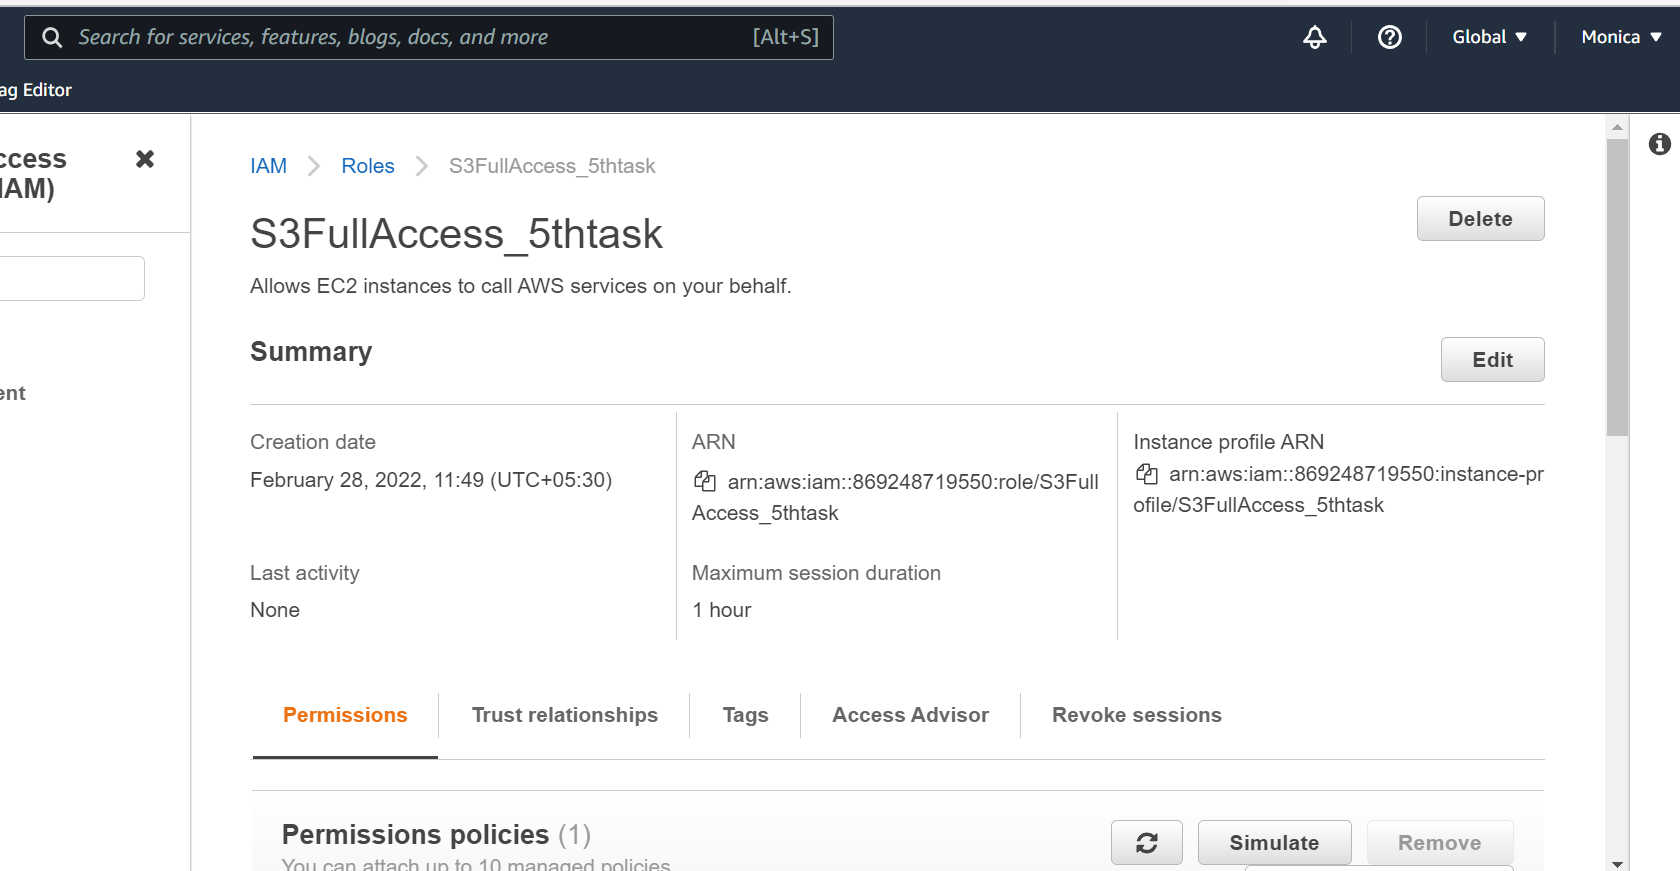 Search for services, features, blogs, docs, and more [Alt+S] Global Monica
ag Editor
ccess
IAM)
ent
IAM Roles S3FullAccess_5thtask
S3FullAccess_5thtask
Delete
Allows EC2 instances to call AWS services on your behalf.
Summary
Edit
Creation date
February 28, 2022, 11:49 (UTC+05:30)
ARN
arn:aws:iam::869248719550:role/S3Full
Access_5thtask
Instance profile ARN
arn:aws:iam::869248719550:instance-pr
ofile/S3FullAccess_5thtask
Last activity
None
Maximum session duration
1 hour
Permissions Trust relationships Tags Access Advisor Revoke sessions
Permissions policies (1)
You can attach up to 10 managed policies.
Simulate Remove